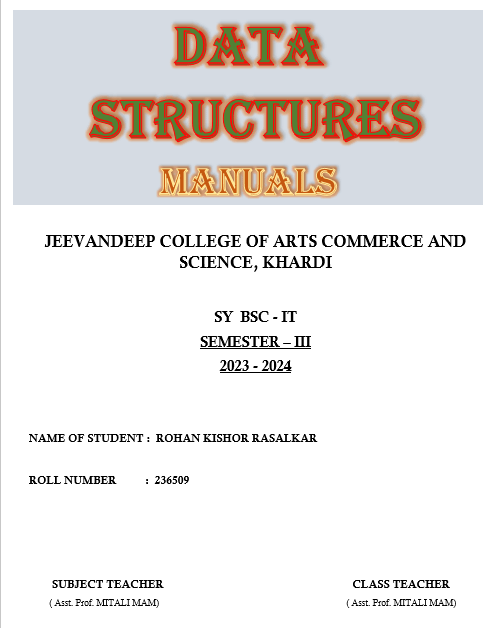 DATA
STRUCTURES
MANUALS
JEEVANDEEP COLLEGE OF ARTS COMMERCE AND
SCIENCE, KHARDI
SY BSC - IT
SEMESTER – III
2023 - 2024
NAME OF STUDENT : ROHAN KISHOR RASALKAR
ROLL NUMBER : 236509
SUBJECT TEACHER CLASS TEACHER
( Asst. Prof. MITALI MAM) ( Asst. Prof. MITALI MAM)